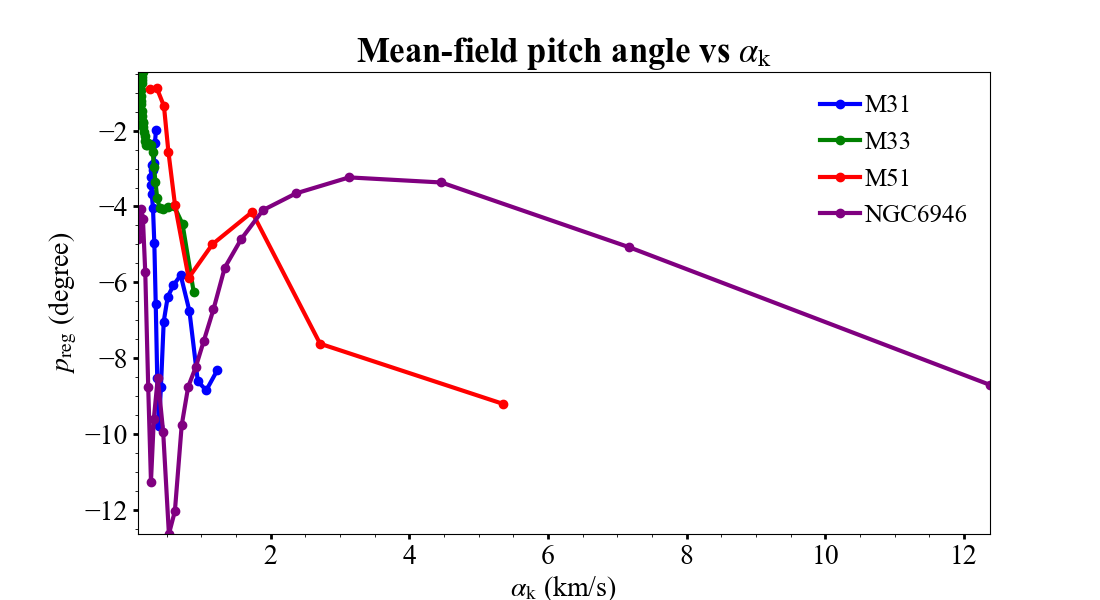 Mean-field pitch angle vs αk
M31
M33
M51
NGC6946
−2
−4
−6
−8
−10
−12
preg (degree)
2
4
6
8
10
12
αk (km/s)